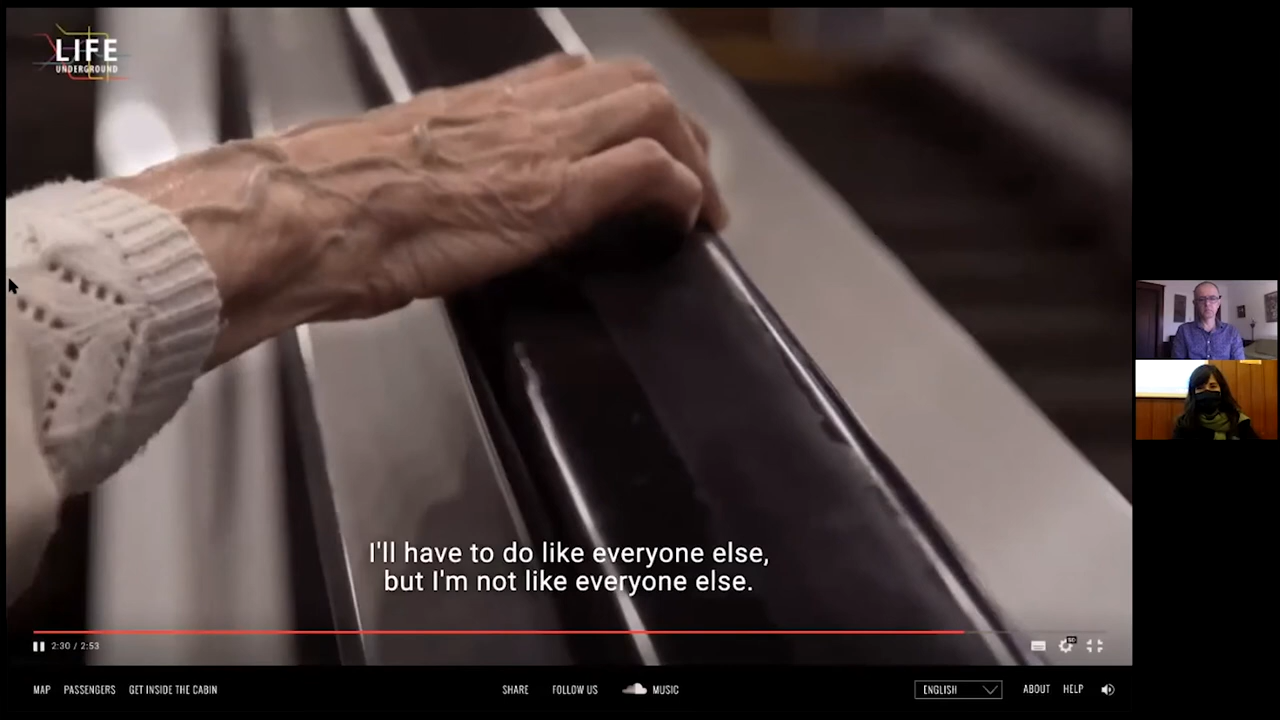 LIFE
UNDERGROUND
I'll have to do like everyone else,
but I'm not like everyone else.
2:30 / 2:53
MAP PASSENGERS GET INSIDE THE CABIN SHARE FOLLOW US MUSIC ENGLISH ABOUT HELP